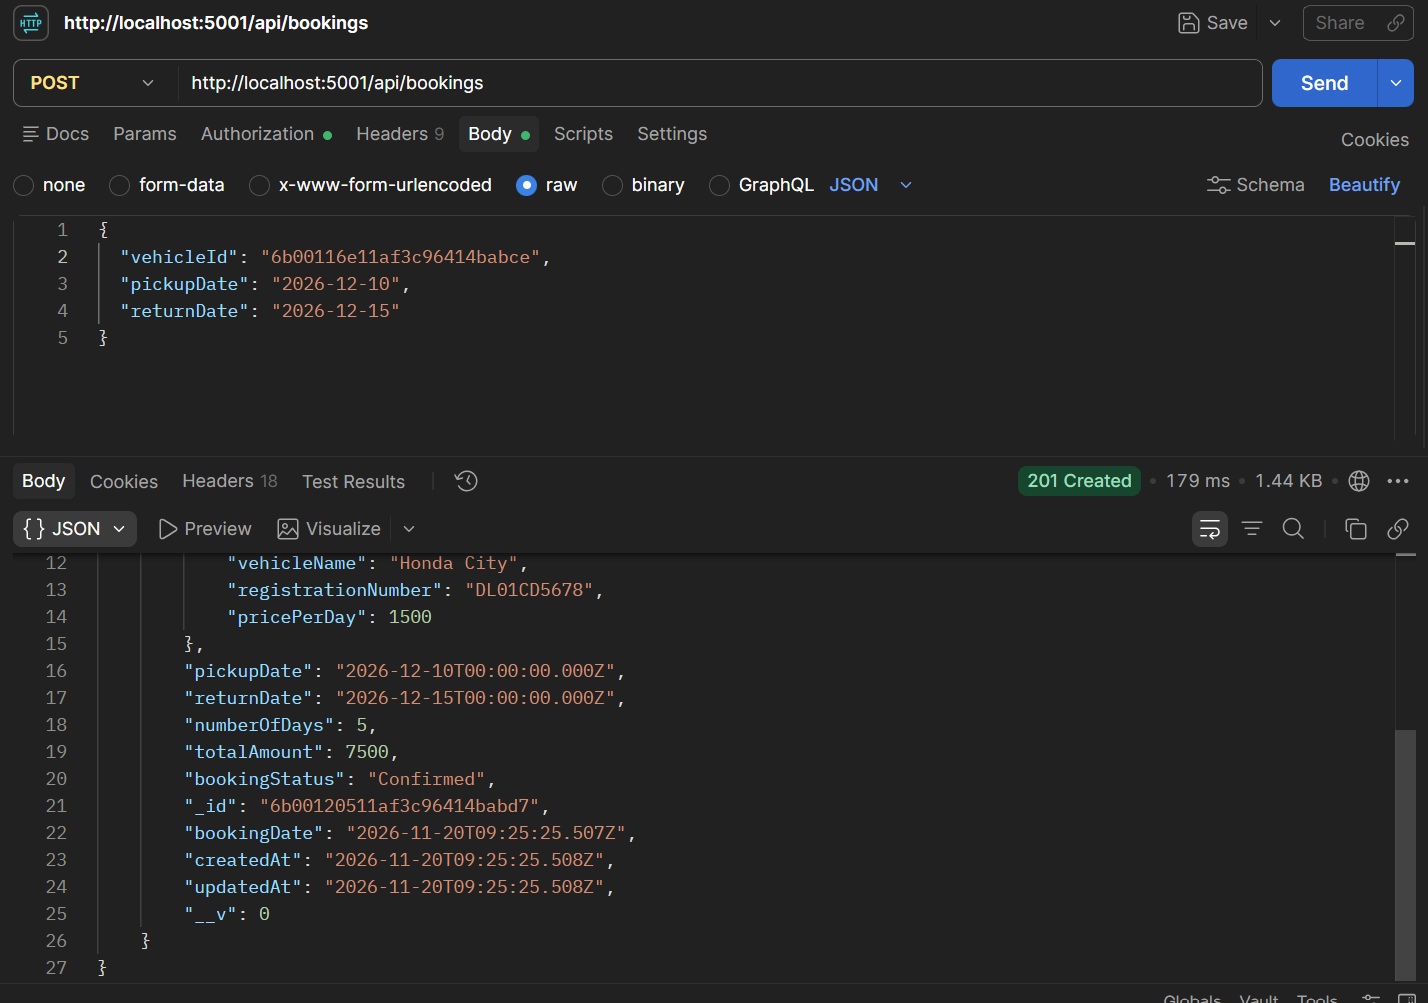 HTTP http://localhost:5001/api/bookings Save Share
POST http://localhost:5001/api/bookings Send
Docs Params Authorization Headers 9 Body Scripts Settings Cookies
none form-data x-www-form-urlencoded raw binary GraphQL JSON Schema Beautify
1 {
2 "vehicleId": "6b00116e11af3c96414babce",
3 "pickupDate": "2026-12-10",
4 "returnDate": "2026-12-15"
5 }
Body Cookies Headers 18 Test Results 201 Created • 179 ms • 1.44 KB •
{} JSON Preview Visualize
12 "vehicleName": "Honda City",
13 "registrationNumber": "DL01CD5678",
14 "pricePerDay": 1500
15 },
16 "pickupDate": "2026-12-10T00:00:00.000Z",
17 "returnDate": "2026-12-15T00:00:00.000Z",
18 "numberOfDays": 5,
19 "totalAmount": 7500,
20 "bookingStatus": "Confirmed",
21 "_id": "6b00120511af3c96414babd7",
22 "bookingDate": "2026-11-20T09:25:25.507Z",
23 "createdAt": "2026-11-20T09:25:25.508Z",
24 "updatedAt": "2026-11-20T09:25:25.508Z",
25 "__v": 0
26 }
27 }
Globals Vault Tools